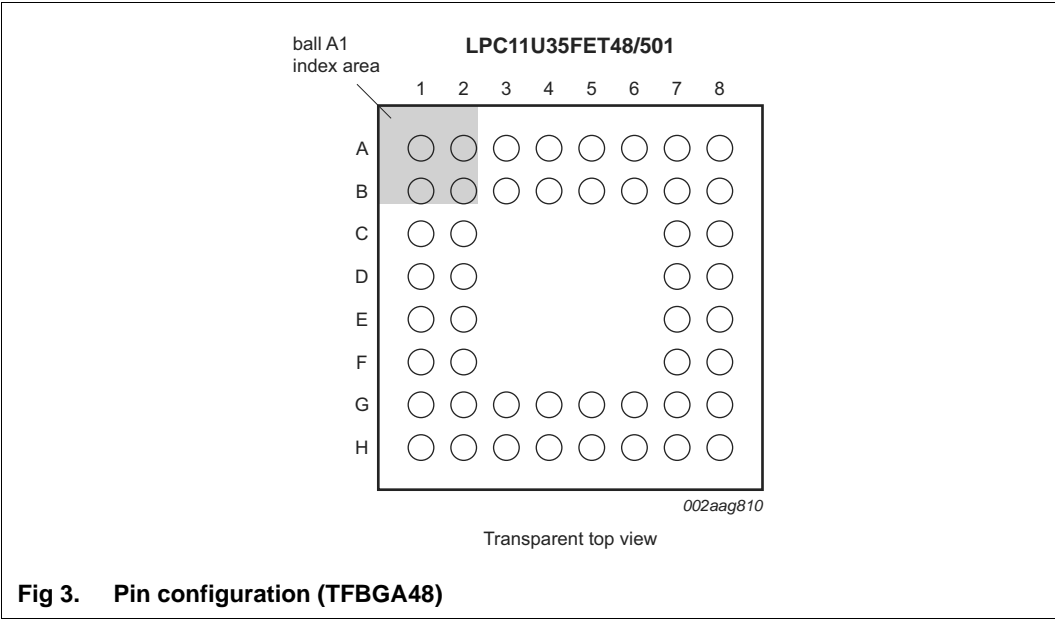 ball A1
index area
LPC11U35FET48/501
1 2 3 4 5 6 7 8
A
B
C
D
E
F
G
H
002aag810
Transparent top view
Fig 3. Pin configuration (TFBGA48)